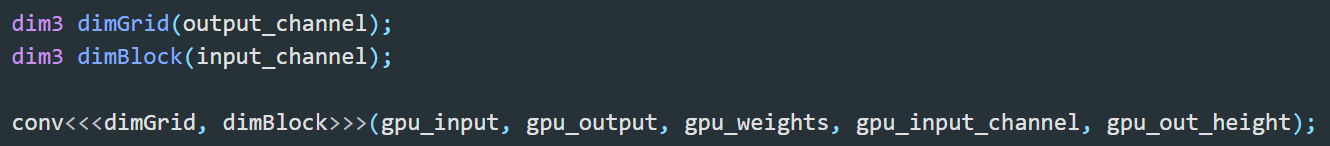 dim3 dimGrid(output_channel);
dim3 dimBlock(input_channel);
conv<<<dimGrid, dimBlock>>>(gpu_input, gpu_output, gpu_weights, gpu_input_channel, gpu_out_height);